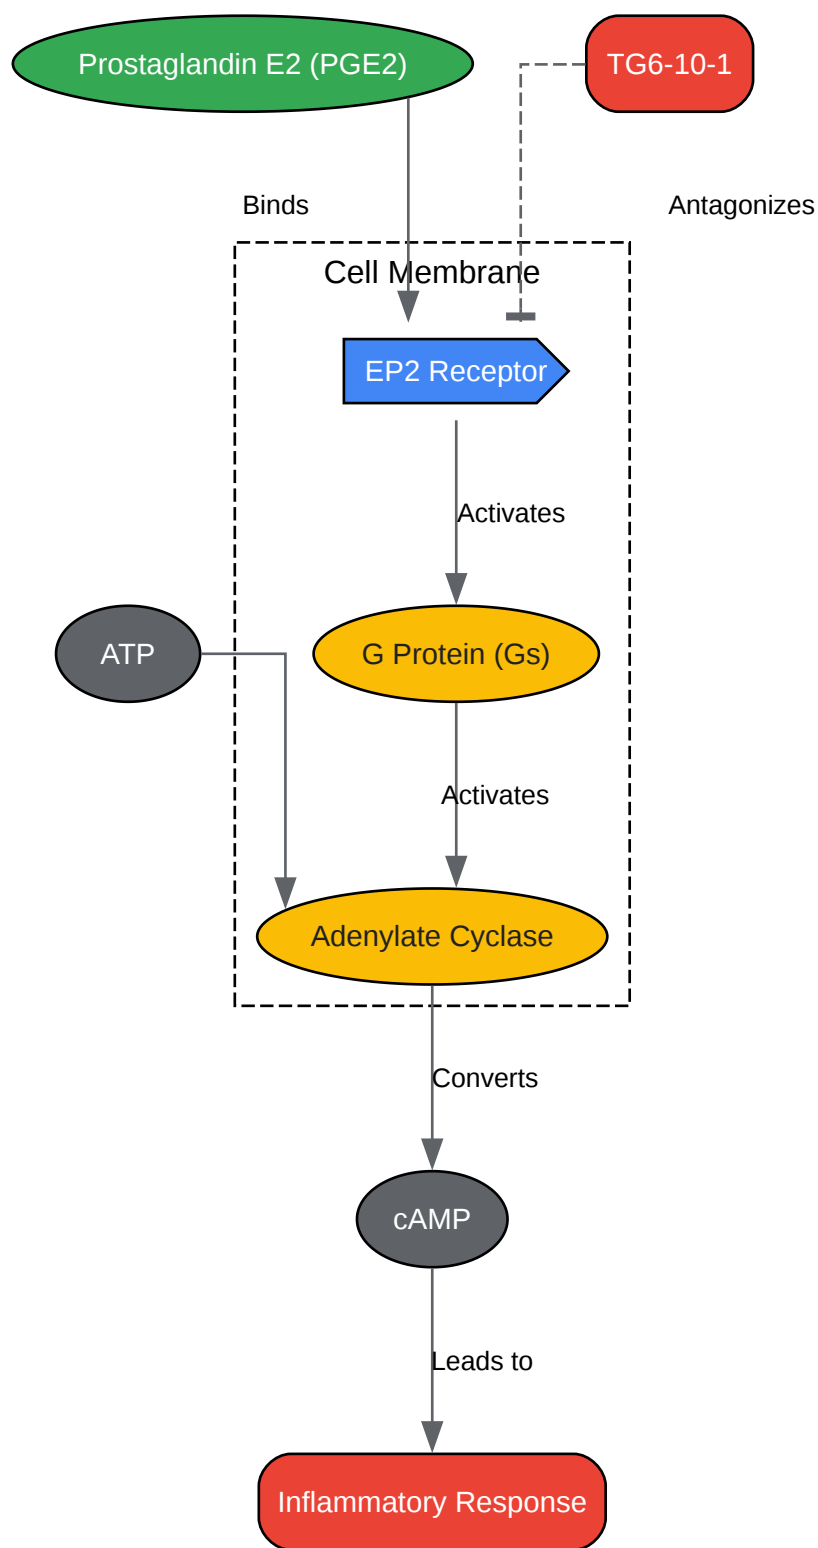 Prostaglandin E2 (PGE2)
TG6-10-1
Binds
Antagonizes
Cell Membrane
EP2 Receptor
Activates
ATP
G Protein (Gs)
Activates
Adenylate Cyclase
Converts
cAMP
Leads to
Inflammatory Response